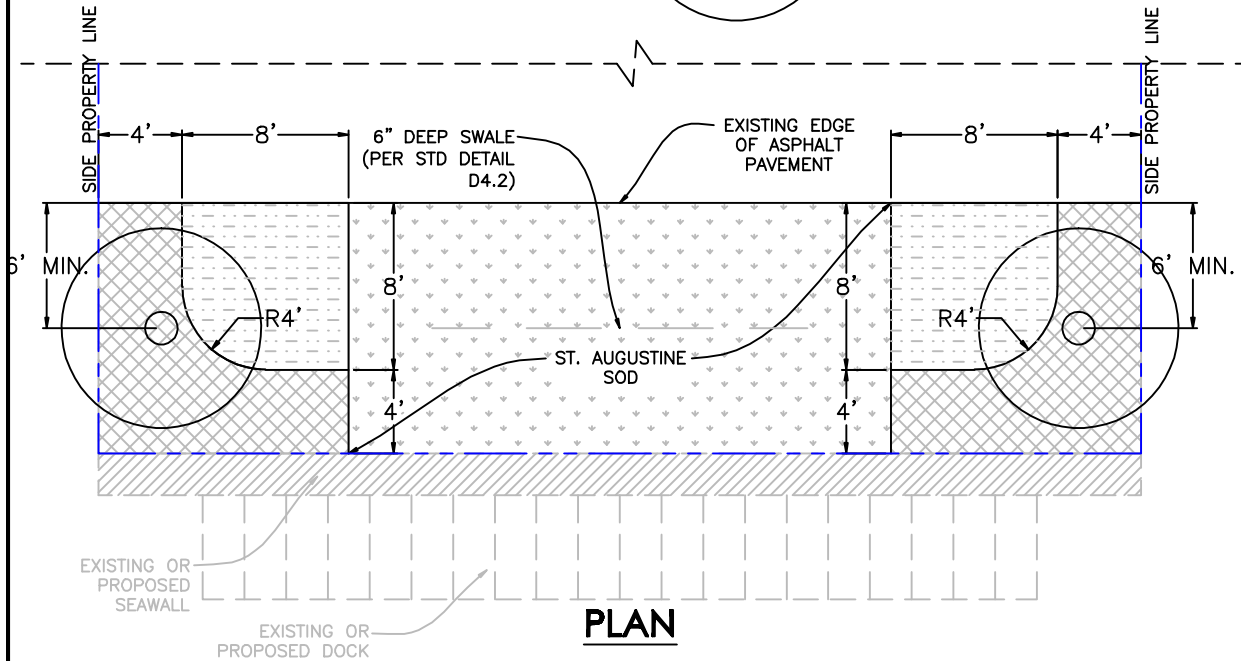 SIDE PROPERTY LINE
SIDE PROPERTY LINE
4'
8'
6" DEEP SWALE
(PER STD DETAIL
D4.2)
EXISTING EDGE
OF ASPHALT
PAVEMENT
8'
4'
6' MIN.
8'
8'
6' MIN.
R4'
R4'
ST. AUGUSTINE
SOD
4'
4'
EXISTING OR
PROPOSED
SEAWALL
EXISTING OR
PROPOSED DOCK
PLAN